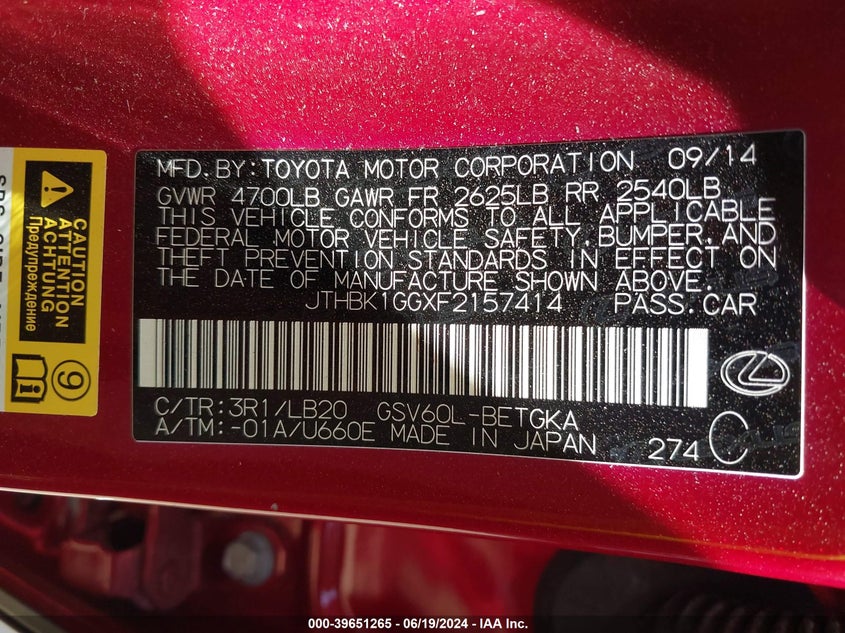 MFD.BY:TOYOTA MOTOR CORPORATION 09/14
GVWR 4700LB GAWR FR 2625LB RR 2540LB
THIS VEHICLE CONFORMS TO ALL APPLICABLE
FEDERAL MOTOR VEHICLE SAFETY,BUMPER,AND
THEFT PREVENTION STANDARDS IN EFFECT ON
THE DATE OF MANUFACTURE SHOWN ABOVE.
JTHBK1GGXF2157414 PASS.CAR
C/TR:3R1/LB20 GSV60L-BETGKA
A/TM:-01A/U660E MADE IN JAPAN 274 C
CAUTION
ATTENTION
ACHTUNG
Предупреждение
9
000-39651265 - 06/19/2024 - IAA Inc.